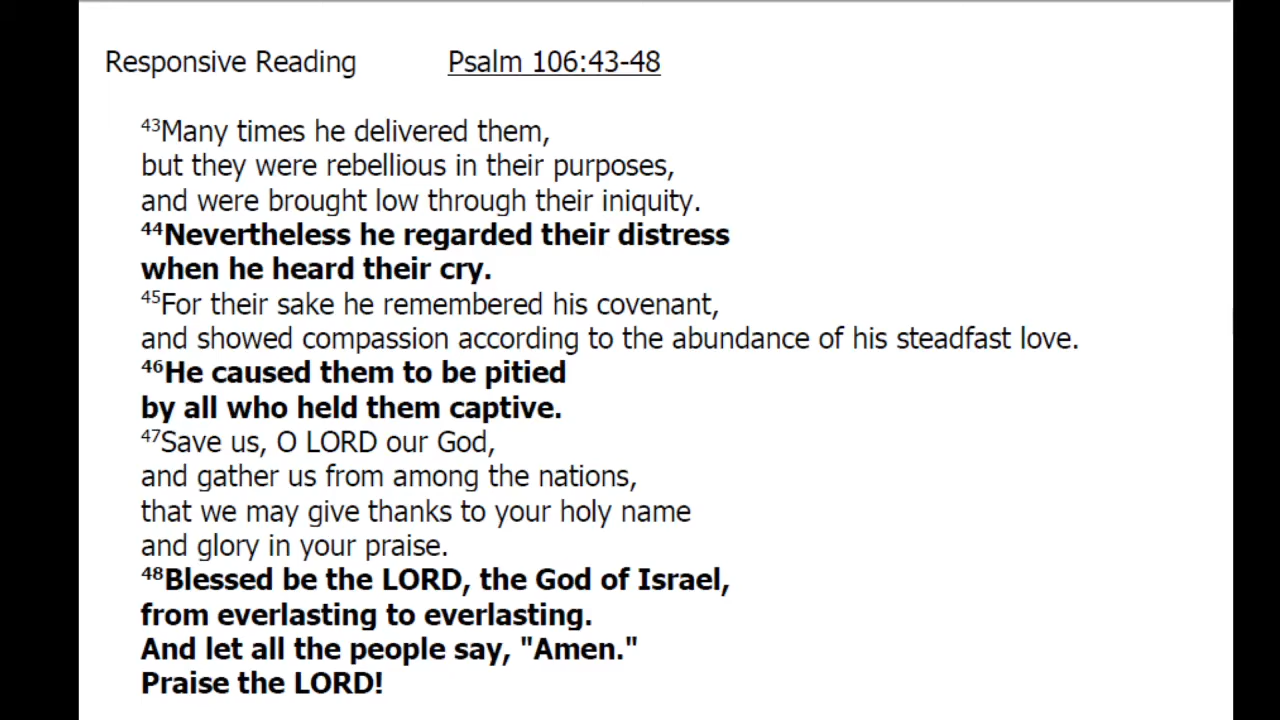 Responsive Reading Psalm 106:43-48
43Many times he delivered them,
but they were rebellious in their purposes,
and were brought low through their iniquity.
44Nevertheless he regarded their distress
when he heard their cry.
45For their sake he remembered his covenant,
and showed compassion according to the abundance of his steadfast love.
46He caused them to be pitied
by all who held them captive.
47Save us, O LORD our God,
and gather us from among the nations,
that we may give thanks to your holy name
and glory in your praise.
48Blessed be the LORD, the God of Israel,
from everlasting to everlasting.
And let all the people say, "Amen."
Praise the LORD!